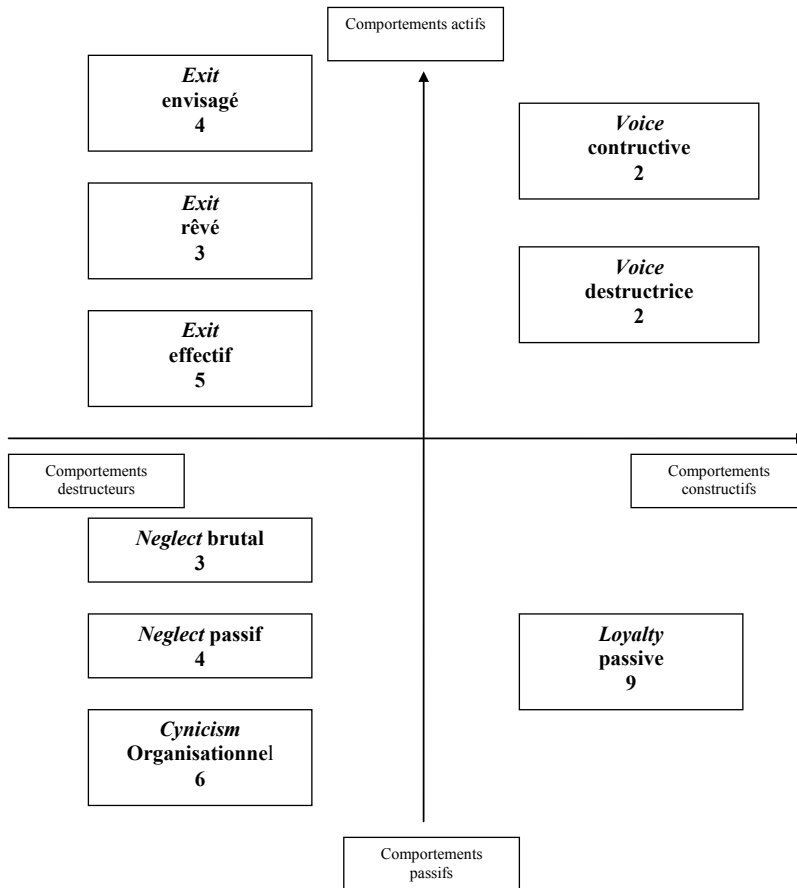 Comportements actifs
Exit
envisagé
4
Voice
contructive
2
Exit
rêvé
3
Voice
destructrice
2
Exit
effectif
5
Comportements
destructeurs
Comportements
constructifs
Neglect brutal
3
Neglect passif
4
Loyalty
passive
9
Cynicism
Organisationnel
6
Comportements
passifs